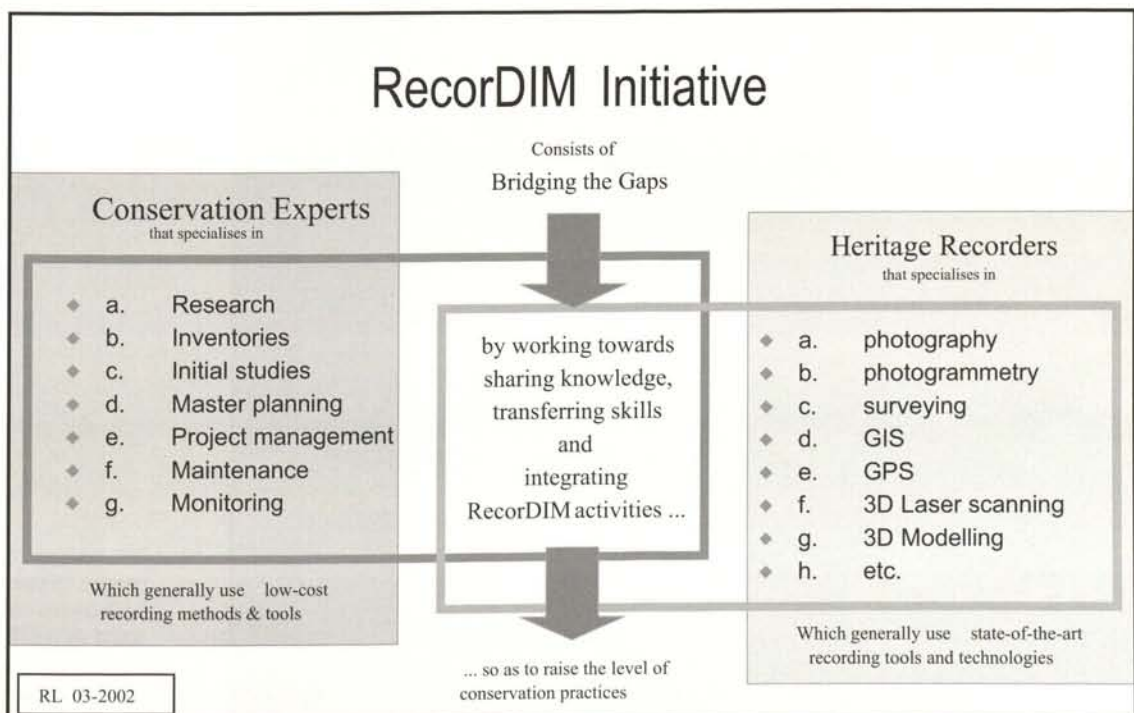 RecorDIM Initiative
Consists of
Bridging the Gaps
Conservation Experts
that specialises in
a. Research
b. Inventories
c. Initial studies
d. Master planning
e. Project management
f. Maintenance
g. Monitoring
Which generally use low-cost
recording methods & tools
by working towards
sharing knowledge,
transferring skills
and
integrating
RecorDIM activities ...
Heritage Recorders
that specialises in
a. photography
b. photogrammetry
c. surveying
d. GIS
e. GPS
f. 3D Laser scanning
g. 3D Modelling
h. etc.
Which generally use state-of-the-art
recording tools and technologies
... so as to raise the level of
conservation practices
RL 03-2002